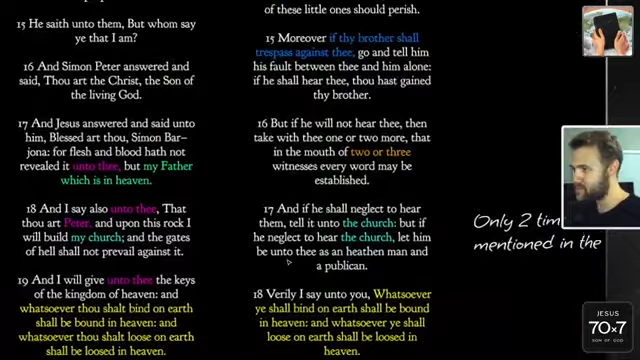 15 He saith unto them, But whom say
ye that I am?
16 And Simon Peter answered and
said, Thou art the Christ, the Son of
the living God.
17 And Jesus answered and said unto
him, Blessed art thou, Simon Bar–
jona: for flesh and blood hath not
revealed it unto thee, but my Father
which is in heaven.
18 And I say also unto thee, That
thou art Peter, and upon this rock I
will build my church; and the gates
of hell shall not prevail against it.
19 And I will give unto thee the keys
of the kingdom of heaven: and
whatsoever thou shalt bind on earth
shall be bound in heaven: and
whatsoever thou shalt loose on earth
shall be loosed in heaven.
of these little ones should perish.
15 Moreover if thy brother shall
trespass against thee, go and tell him
his fault between thee and him alone:
if he shall hear thee, thou hast gained
thy brother.
16 But if he will not hear thee, then
take with thee one or two more, that
in the mouth of two or three
witnesses every word may be
established.
17 And if he shall neglect to hear
them, tell it unto the church: but if
he neglect to hear the church, let him
be unto thee as an heathen man and
a publican.
18 Verily I say unto you, Whatsoever
ye shall bind on earth shall be bound
in heaven: and whatsoever ye shall
loose on earth shall be loosed in
heaven.
Only 2 tim
mentioned in the
JESUS
70x7
SON OF GOD